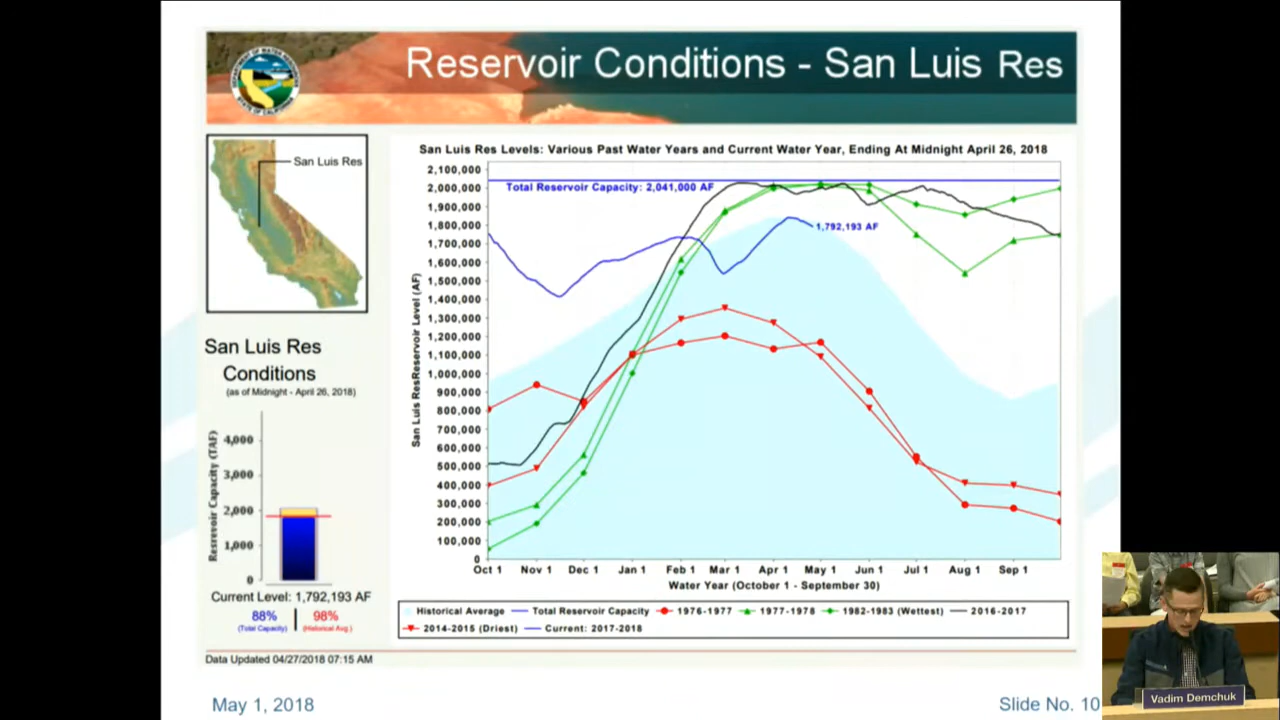 Reservoir Conditions - San Luis Res
DEPARTMENT OF WATER RESOURCES
STATE OF CALIFORNIA
San Luis Res
San Luis Res
Conditions
(as of Midnight - April 26, 2018)
Resrevoir Capacity (TAF)
4,000
3,000
2,000
1,000
0
Current Level: 1,792,193 AF
88%
(Total Capacity)
98%
(Historical Avg.)
Data Updated 04/27/2018 07:15 AM
San Luis Res Levels: Various Past Water Years and Current Water Year, Ending At Midnight April 26, 2018
San Luis ResReservoir Level (AF)
2,100,000
2,000,000
1,900,000
1,800,000
1,700,000
1,600,000
1,500,000
1,400,000
1,300,000
1,200,000
1,100,000
1,000,000
900,000
800,000
700,000
600,000
500,000
400,000
300,000
200,000
100,000
0
Total Reservoir Capacity: 2,041,000 AF
1,792,193 AF
Oct 1 Nov 1 Dec 1 Jan 1 Feb 1 Mar 1 Apr 1 May 1 Jun 1 Jul 1 Aug 1 Sep 1
Water Year (October 1 - September 30)
Historical Average Total Reservoir Capacity 1976-1977 1977-1978 1982-1983 (Wettest) 2016-2017
2014-2015 (Driest) Current: 2017-2018
May 1, 2018
Slide No. 10
Vadim Demchuk